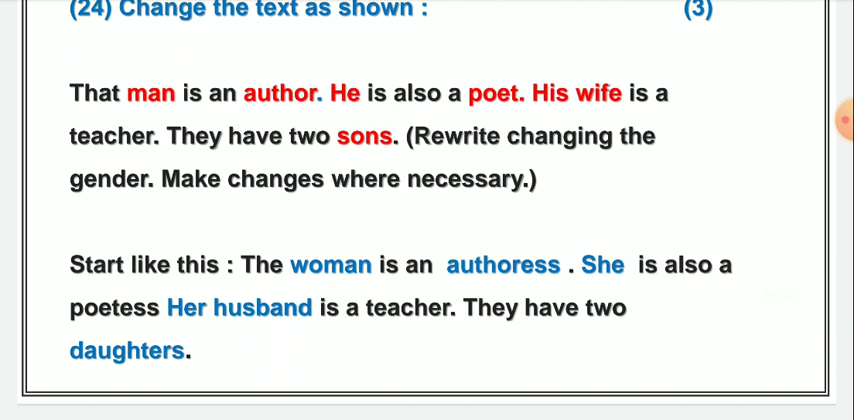 (24) Change the text as shown : (3)
That man is an author. He is also a poet. His wife is a
teacher. They have two sons. (Rewrite changing the
gender. Make changes where necessary.)
Start like this : The woman is an authoress . She is also a
poetess Her husband is a teacher. They have two
daughters.